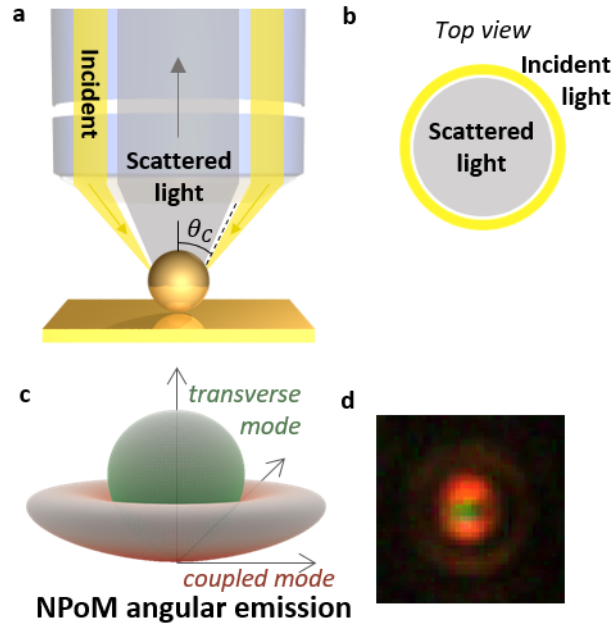 a
Incident
Scattered
light
θC
b
Top view
Incident
light
Scattered
light
c
transverse
mode
coupled mode
NPoM angular emission
d